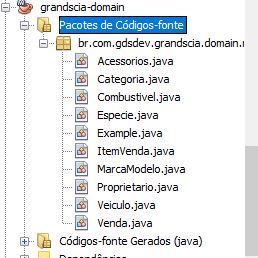 grandscia-domain
Pacotes de Códigos-fonte
br.com.gdsdev.grandscia.domain.
Acessorios.java
Categoria.java
Combustivel.java
Especie.java
Example.java
ItemVenda.java
MarcaModelo.java
Proprietario.java
Veiculo.java
Venda.java
Códigos-fonte Gerados (java)
Dependências